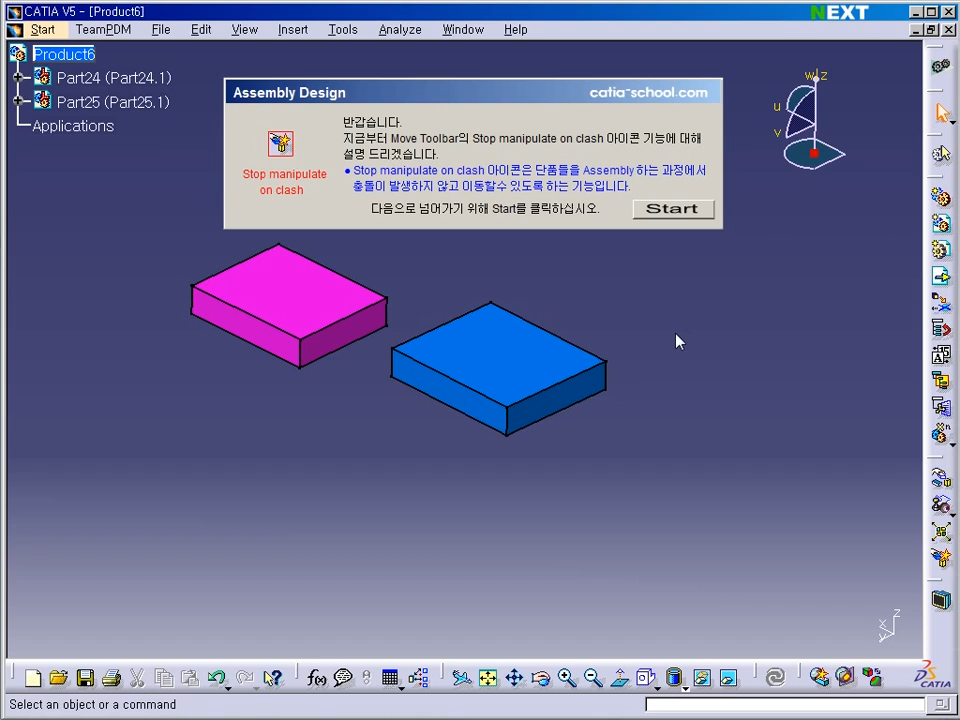 CATIA V5 - [Product6]
NEXT
Start TeamPDM File Edit View Insert Tools Analyze Window Help
Product6
Part24 (Part24.1)
Part25 (Part25.1)
Applications
Assembly Design
catia-school.com
Stop manipulate
on clash
반갑습니다.
지금부터 Move Toolbar의 Stop manipulate on clash 아이콘 기능에 대해
설명 드리겠습니다.
● Stop manipulate on clash 아이콘은 단품들을 Assembly 하는 과정에서
충돌이 발생하지 않고 이동할수 있도록 하는 기능입니다.
다음으로 넘어가기 위해 Start를 클릭하십시오.
Start
w z
u
v
z
x
y
f(x)
CATIA
Select an object or a command